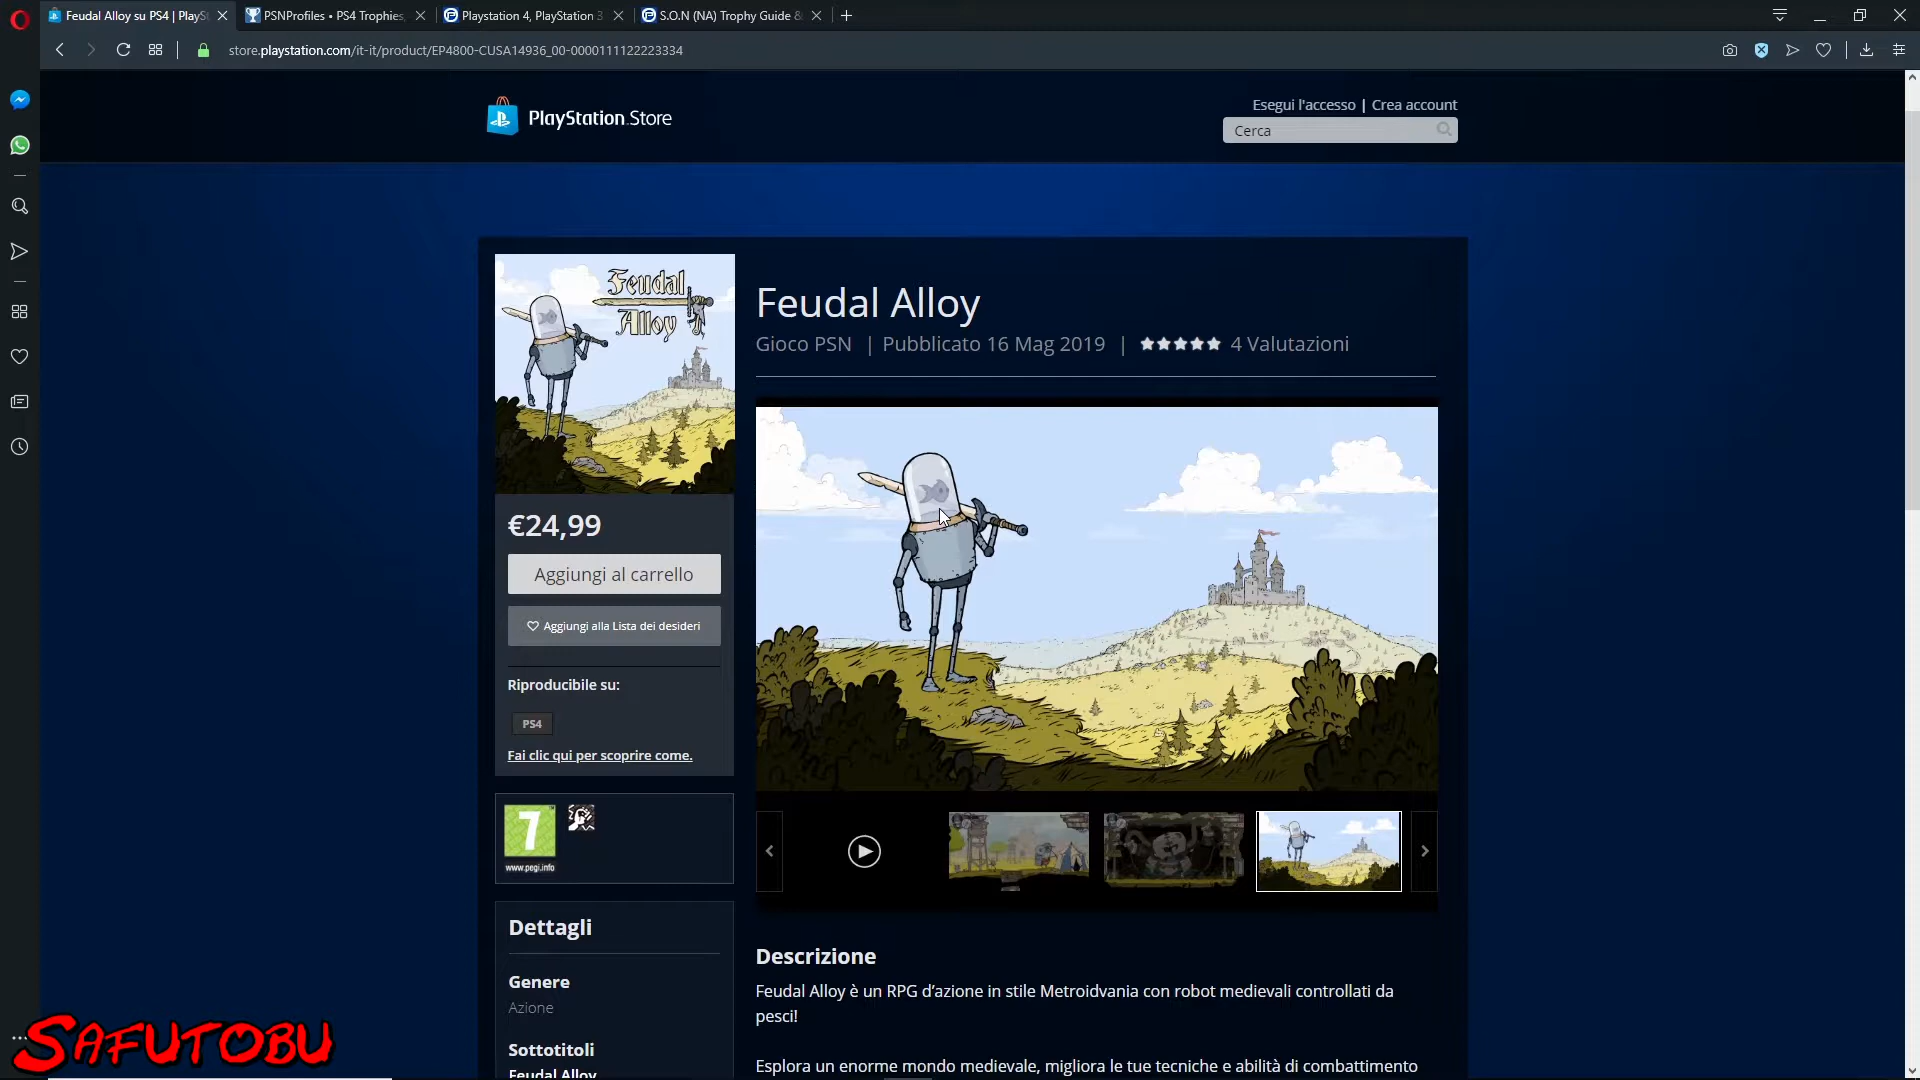 Feudal Alloy su PS4 | PlayS
PSNProfiles • PS4 Trophies,
Playstation 4, PlayStation 3
S.O.N (NA) Trophy Guide &
store.playstation.com/it-it/product/EP4800-CUSA14936_00-0000111122223334
PlayStation.Store
Esegui l'accesso | Crea account
Cerca
Feudal
Alloy
Feudal Alloy
Gioco PSN | Pubblicato 16 Mag 2019 | 4 Valutazioni
€24,99
Aggiungi al carrello
Aggiungi alla Lista dei desideri
Riproducibile su:
PS4
Fai clic qui per scoprire come.
7
www.pegi.info
Dettagli
Genere
Azione
Sottotitoli
Feudal Alloy
Descrizione
Feudal Alloy è un RPG d'azione in stile Metroidvania con robot medievali controllati da
pesci!
Esplora un enorme mondo medievale, migliora le tue tecniche e abilità di combattimento
SAFUTOBU